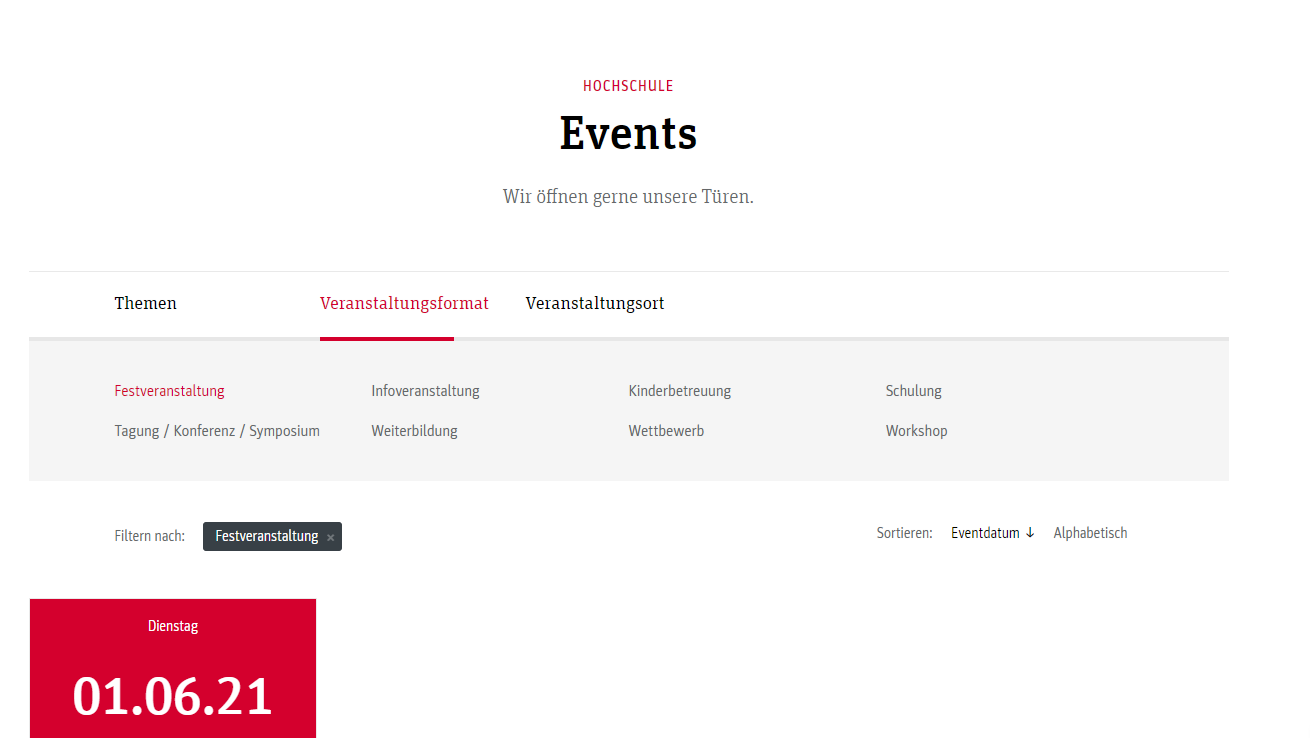 HOCHSCHULE
Events
Wir öffnen gerne unsere Türen.
Themen Veranstaltungsformat Veranstaltungsort
Festveranstaltung Infoveranstaltung Kinderbetreuung Schulung
Tagung / Konferenz / Symposium Weiterbildung Wettbewerb Workshop
Filtern nach: Festveranstaltung × Sortieren: Eventdatum ↓ Alphabetisch
Dienstag
01.06.21